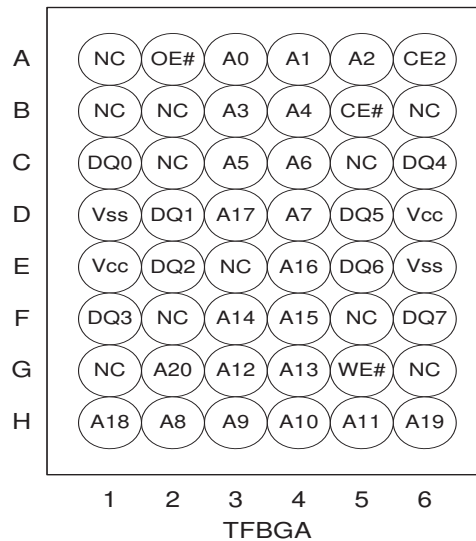 A NC OE# A0 A1 A2 CE2
B NC NC A3 A4 CE# NC
C DQ0 NC A5 A6 NC DQ4
D Vss DQ1 A17 A7 DQ5 Vcc
E Vcc DQ2 NC A16 DQ6 Vss
F DQ3 NC A14 A15 NC DQ7
G NC A20 A12 A13 WE# NC
H A18 A8 A9 A10 A11 A19
1 2 3 4 5 6
TFBGA